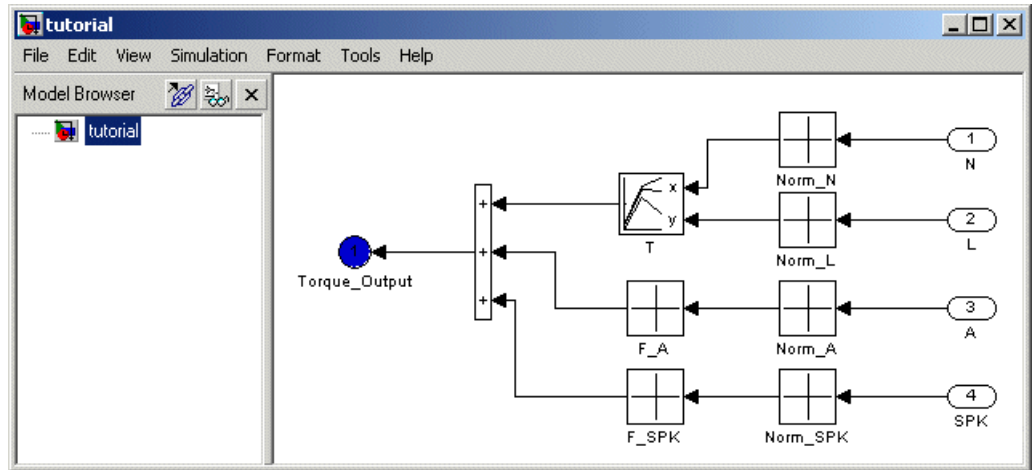 tutorial
File Edit View Simulation Format Tools Help
Model Browser
tutorial
1
N
Norm_N
x
y
T
2
L
Norm_L
+
+
+
1
Torque_Output
3
A
Norm_A
F_A
4
SPK
Norm_SPK
F_SPK